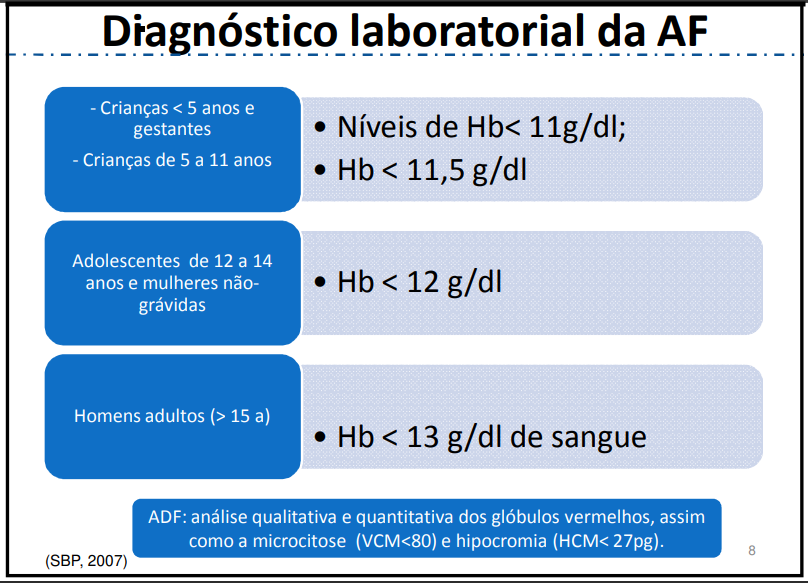 Diagnóstico laboratorial da AF
- Crianças < 5 anos e
gestantes
- Crianças de 5 a 11 anos
• Níveis de Hb< 11g/dl;
• Hb < 11,5 g/dl
Adolescentes  de 12 a 14
anos e mulheres não-
grávidas
• Hb < 12 g/dl
Homens adultos (> 15 a)
• Hb < 13 g/dl de sangue
ADF: análise qualitativa e quantitativa dos glóbulos vermelhos, assim
como a microcitose  (VCM<80) e hipocromia (HCM< 27pg).
(SBP, 2007)
8